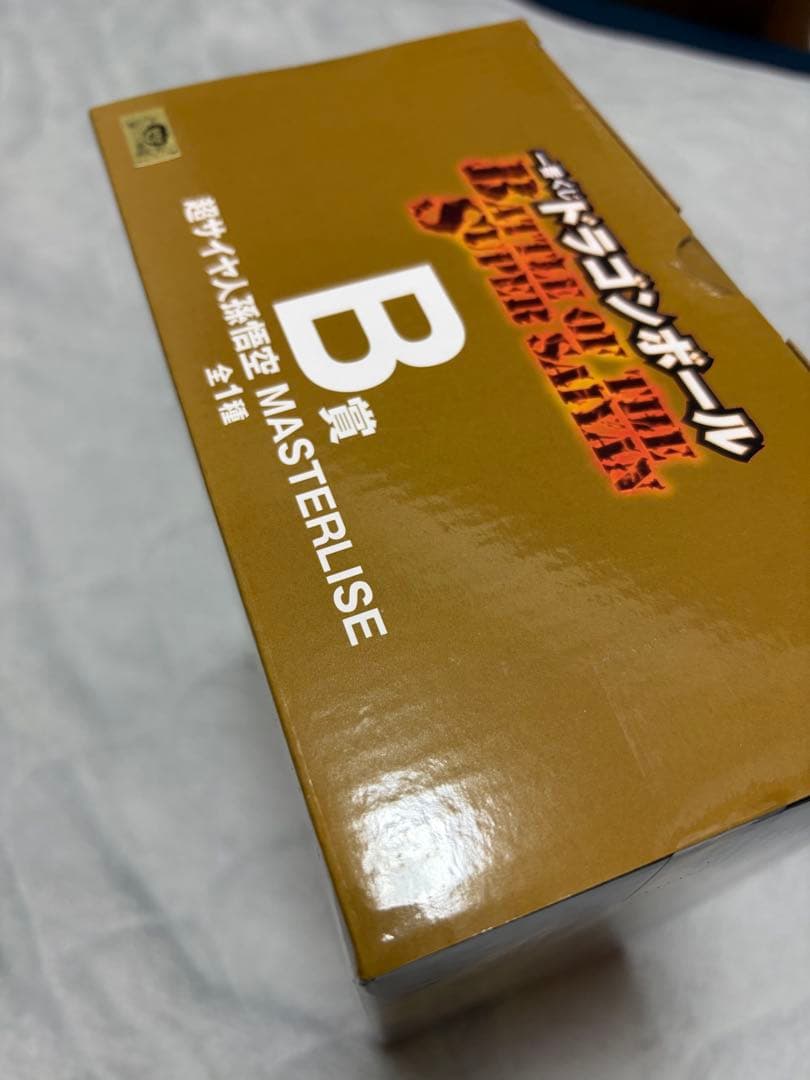 一番くじ
ドラゴンボール
BATTLE OF THE
SUPER SAIYAN
B賞
超サイヤ人孫悟空 MASTERLISE
全1種